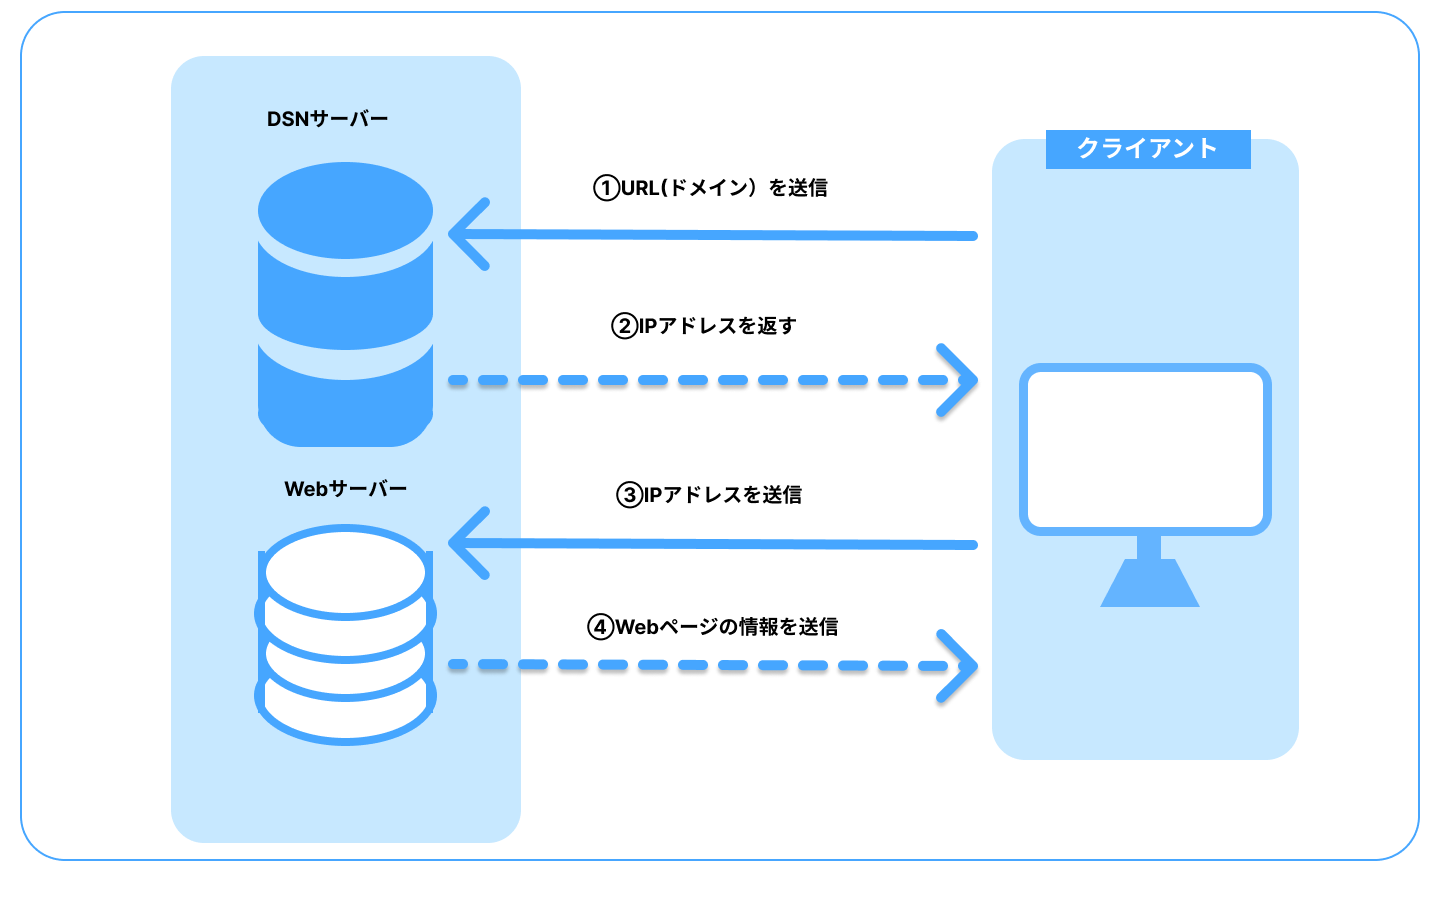 DSNサーバー
クライアント
①URL(ドメイン）を送信
②IPアドレスを返す
Webサーバー
③IPアドレスを送信
④Webページの情報を送信